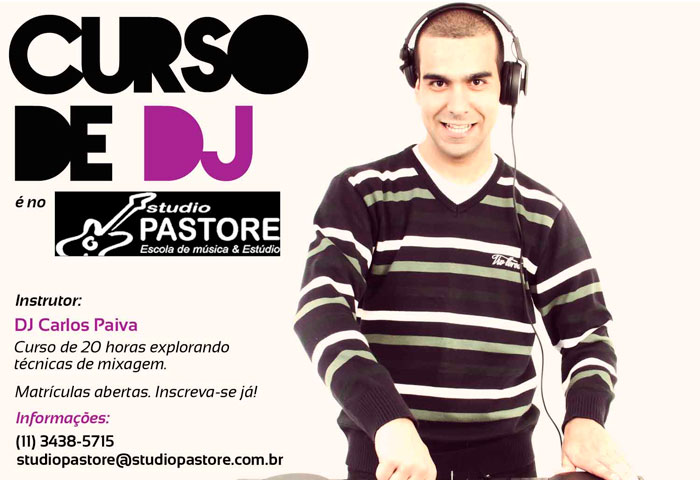 CURSO
DE DJ
é no
studio
PASTORE
Escola de música & Estúdio
Instrutor:
DJ Carlos Paiva
Curso de 20 horas explorando
técnicas de mixagem.
Matrículas abertas. Inscreva-se já!
Informações:
(11) 3438-5715
studiopastore@studiopastore.com.br